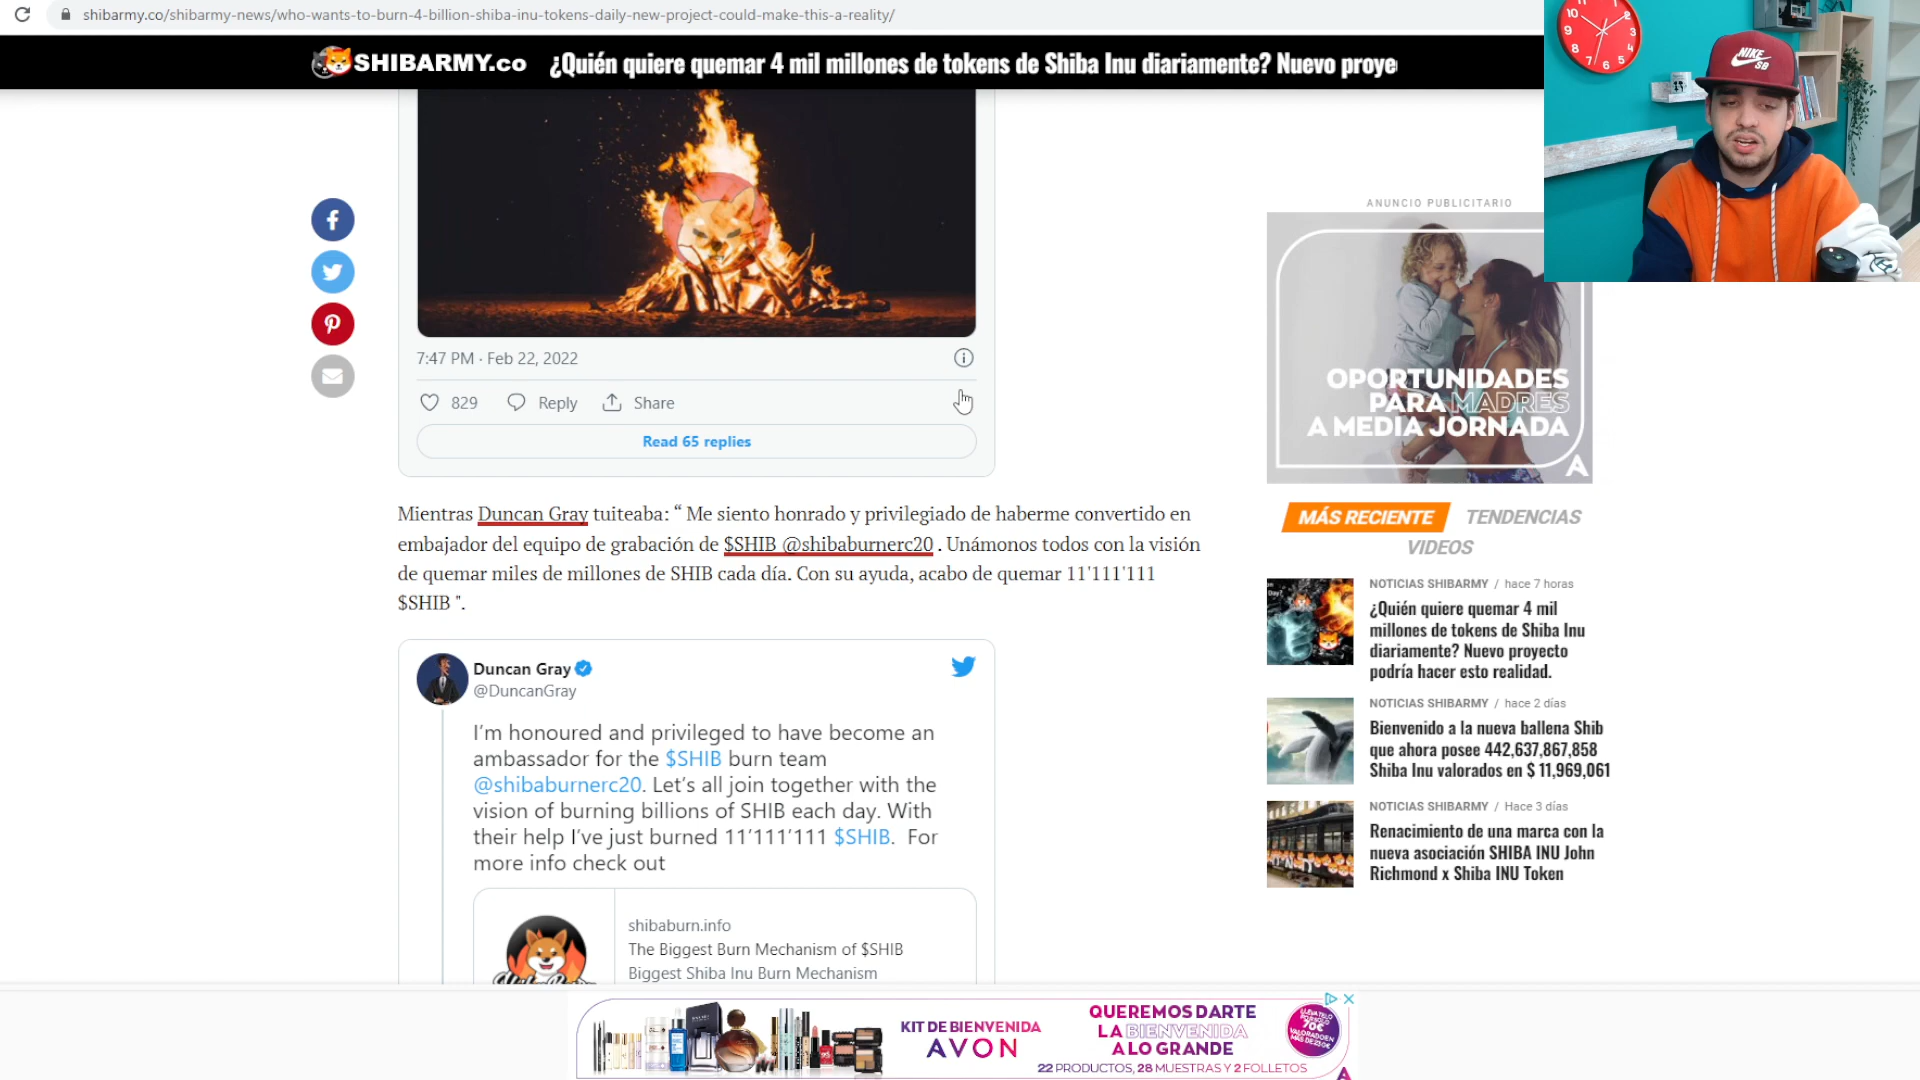 shibarmy.co/shibarmy-news/who-wants-to-burn-4-billion-shiba-inu-tokens-daily-new-project-could-make-this-a-reality/
SHIBARMY.co
¿Quién quiere quemar 4 mil millones de tokens de Shiba Inu diariamente? Nuevo proye
7:47 PM · Feb 22, 2022
829
Reply
Share
Read 65 replies
Mientras Duncan Gray tuiteaba: “ Me siento honrado y privilegiado de haberme convertido en
embajador del equipo de grabación de $SHIB @shibaburnerc20 . Unámonos todos con la visión
de quemar miles de millones de SHIB cada día. Con su ayuda, acabo de quemar 11'111'111
$SHIB ".
Duncan Gray
@DuncanGray
I’m honoured and privileged to have become an
ambassador for the $SHIB burn team
@shibaburnerc20. Let’s all join together with the
vision of burning billions of SHIB each day. With
their help I’ve just burned 11’111’111 $SHIB. For
more info check out
shibaburn.info
The Biggest Burn Mechanism of $SHIB
Biggest Shiba Inu Burn Mechanism
ANUNCIO PUBLICITARIO
OPORTUNIDADES
PARA MADRES
A MEDIA JORNADA
MÁS RECIENTE
TENDENCIAS
VIDEOS
NOTICIAS SHIBARMY / hace 7 horas
¿Quién quiere quemar 4 mil
millones de tokens de Shiba Inu
diariamente? Nuevo proyecto
podría hacer esto realidad.
NOTICIAS SHIBARMY / hace 2 días
Bienvenido a la nueva ballena Shib
que ahora posee 442,637,867,858
Shiba Inu valorados en $ 11,969,061
NOTICIAS SHIBARMY / Hace 3 días
Renacimiento de una marca con la
nueva asociación SHIBA INU John
Richmond x Shiba INU Token
KIT DE BIENVENIDA
AVON
QUEREMOS DARTE
LA BIENVENIDA
A LO GRANDE
22 PRODUCTOS, 28 MUESTRAS Y 2 FOLLETOS
NIKE
SB